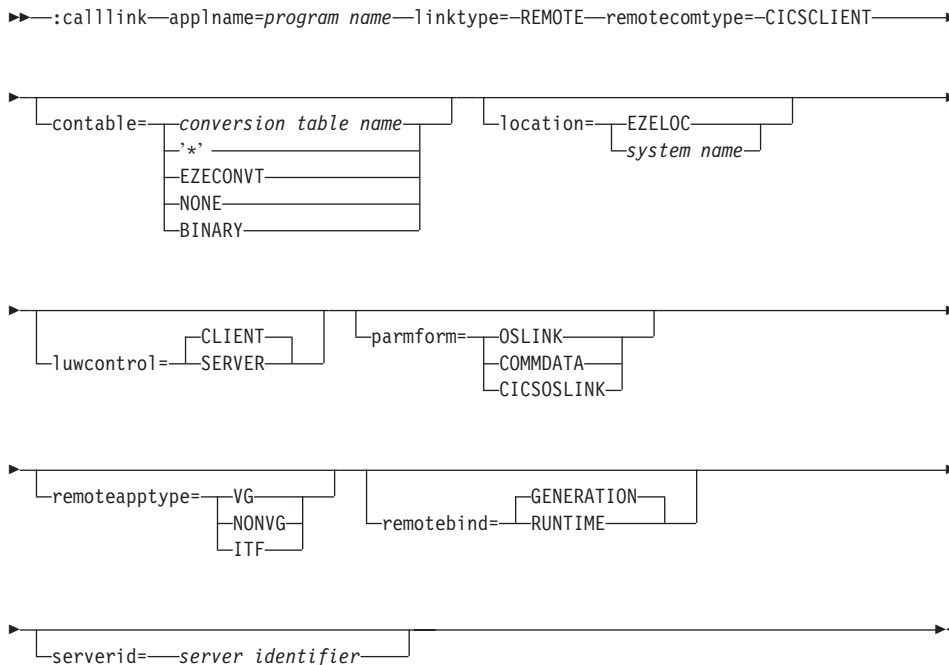 :calllink applname=program name linktype= REMOTE remotecomtype= CICSCLIENT
contable= conversion table name
'*'
EZECONVT
NONE
BINARY
location= EZELOC
system name
luwcontrol= CLIENT
SERVER
parmform= OSLINK
COMMDATA
CICSOSLINK
remoteapptype= VG
NONVG
ITF
remotebind= GENERATION
RUNTIME
serverid= server identifier